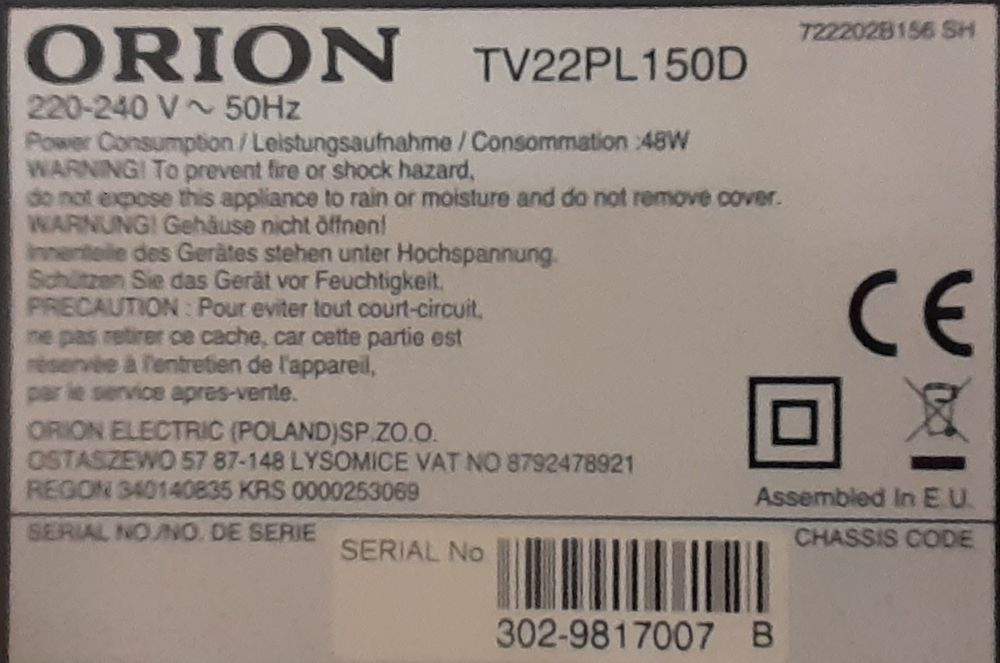 ORION TV22PL150D 722202B156 SH
220-240 V ~ 50Hz
Power Consumption / Leistungsaufnahme / Consommation :48W
WARNING! To prevent fire or shock hazard,
do not expose this appliance to rain or moisture and do not remove cover.
WARNUNG! Gehäuse nicht öffnen!
Innenteile des Gerätes stehen unter Hochspannung.
Schützen Sie das Gerät vor Feuchtigkeit.
PRECAUTION : Pour eviter tout court-circuit,
ne pas retirer ce cache, car cette partie est
réservée à l'entretien de l'appareil,
par le service apres-vente.
ORION ELECTRIC (POLAND)SP.ZO.O.
OSTASZEWO 57 87-148 LYSOMICE VAT NO 8792478921
REGON 340140835 KRS 0000253069
CE
Assembled In E.U.
SERIAL NO./NO. DE SERIE
SERIAL No
302-9817007 B
CHASSIS CODE